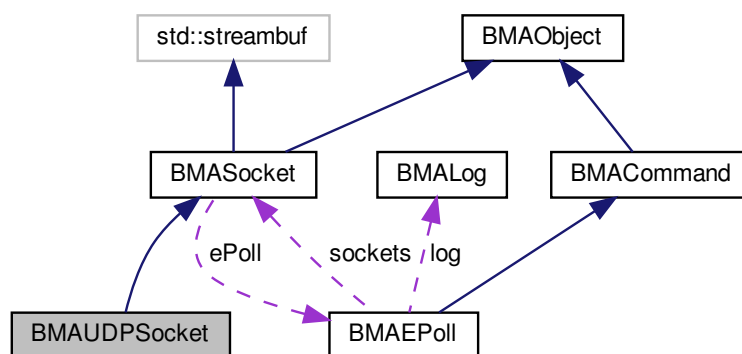 std::streambuf
BMAObject
BMASocket
BMALog
BMACommand
ePoll
sockets
log
BMAUDPSocket
BMAEPoll